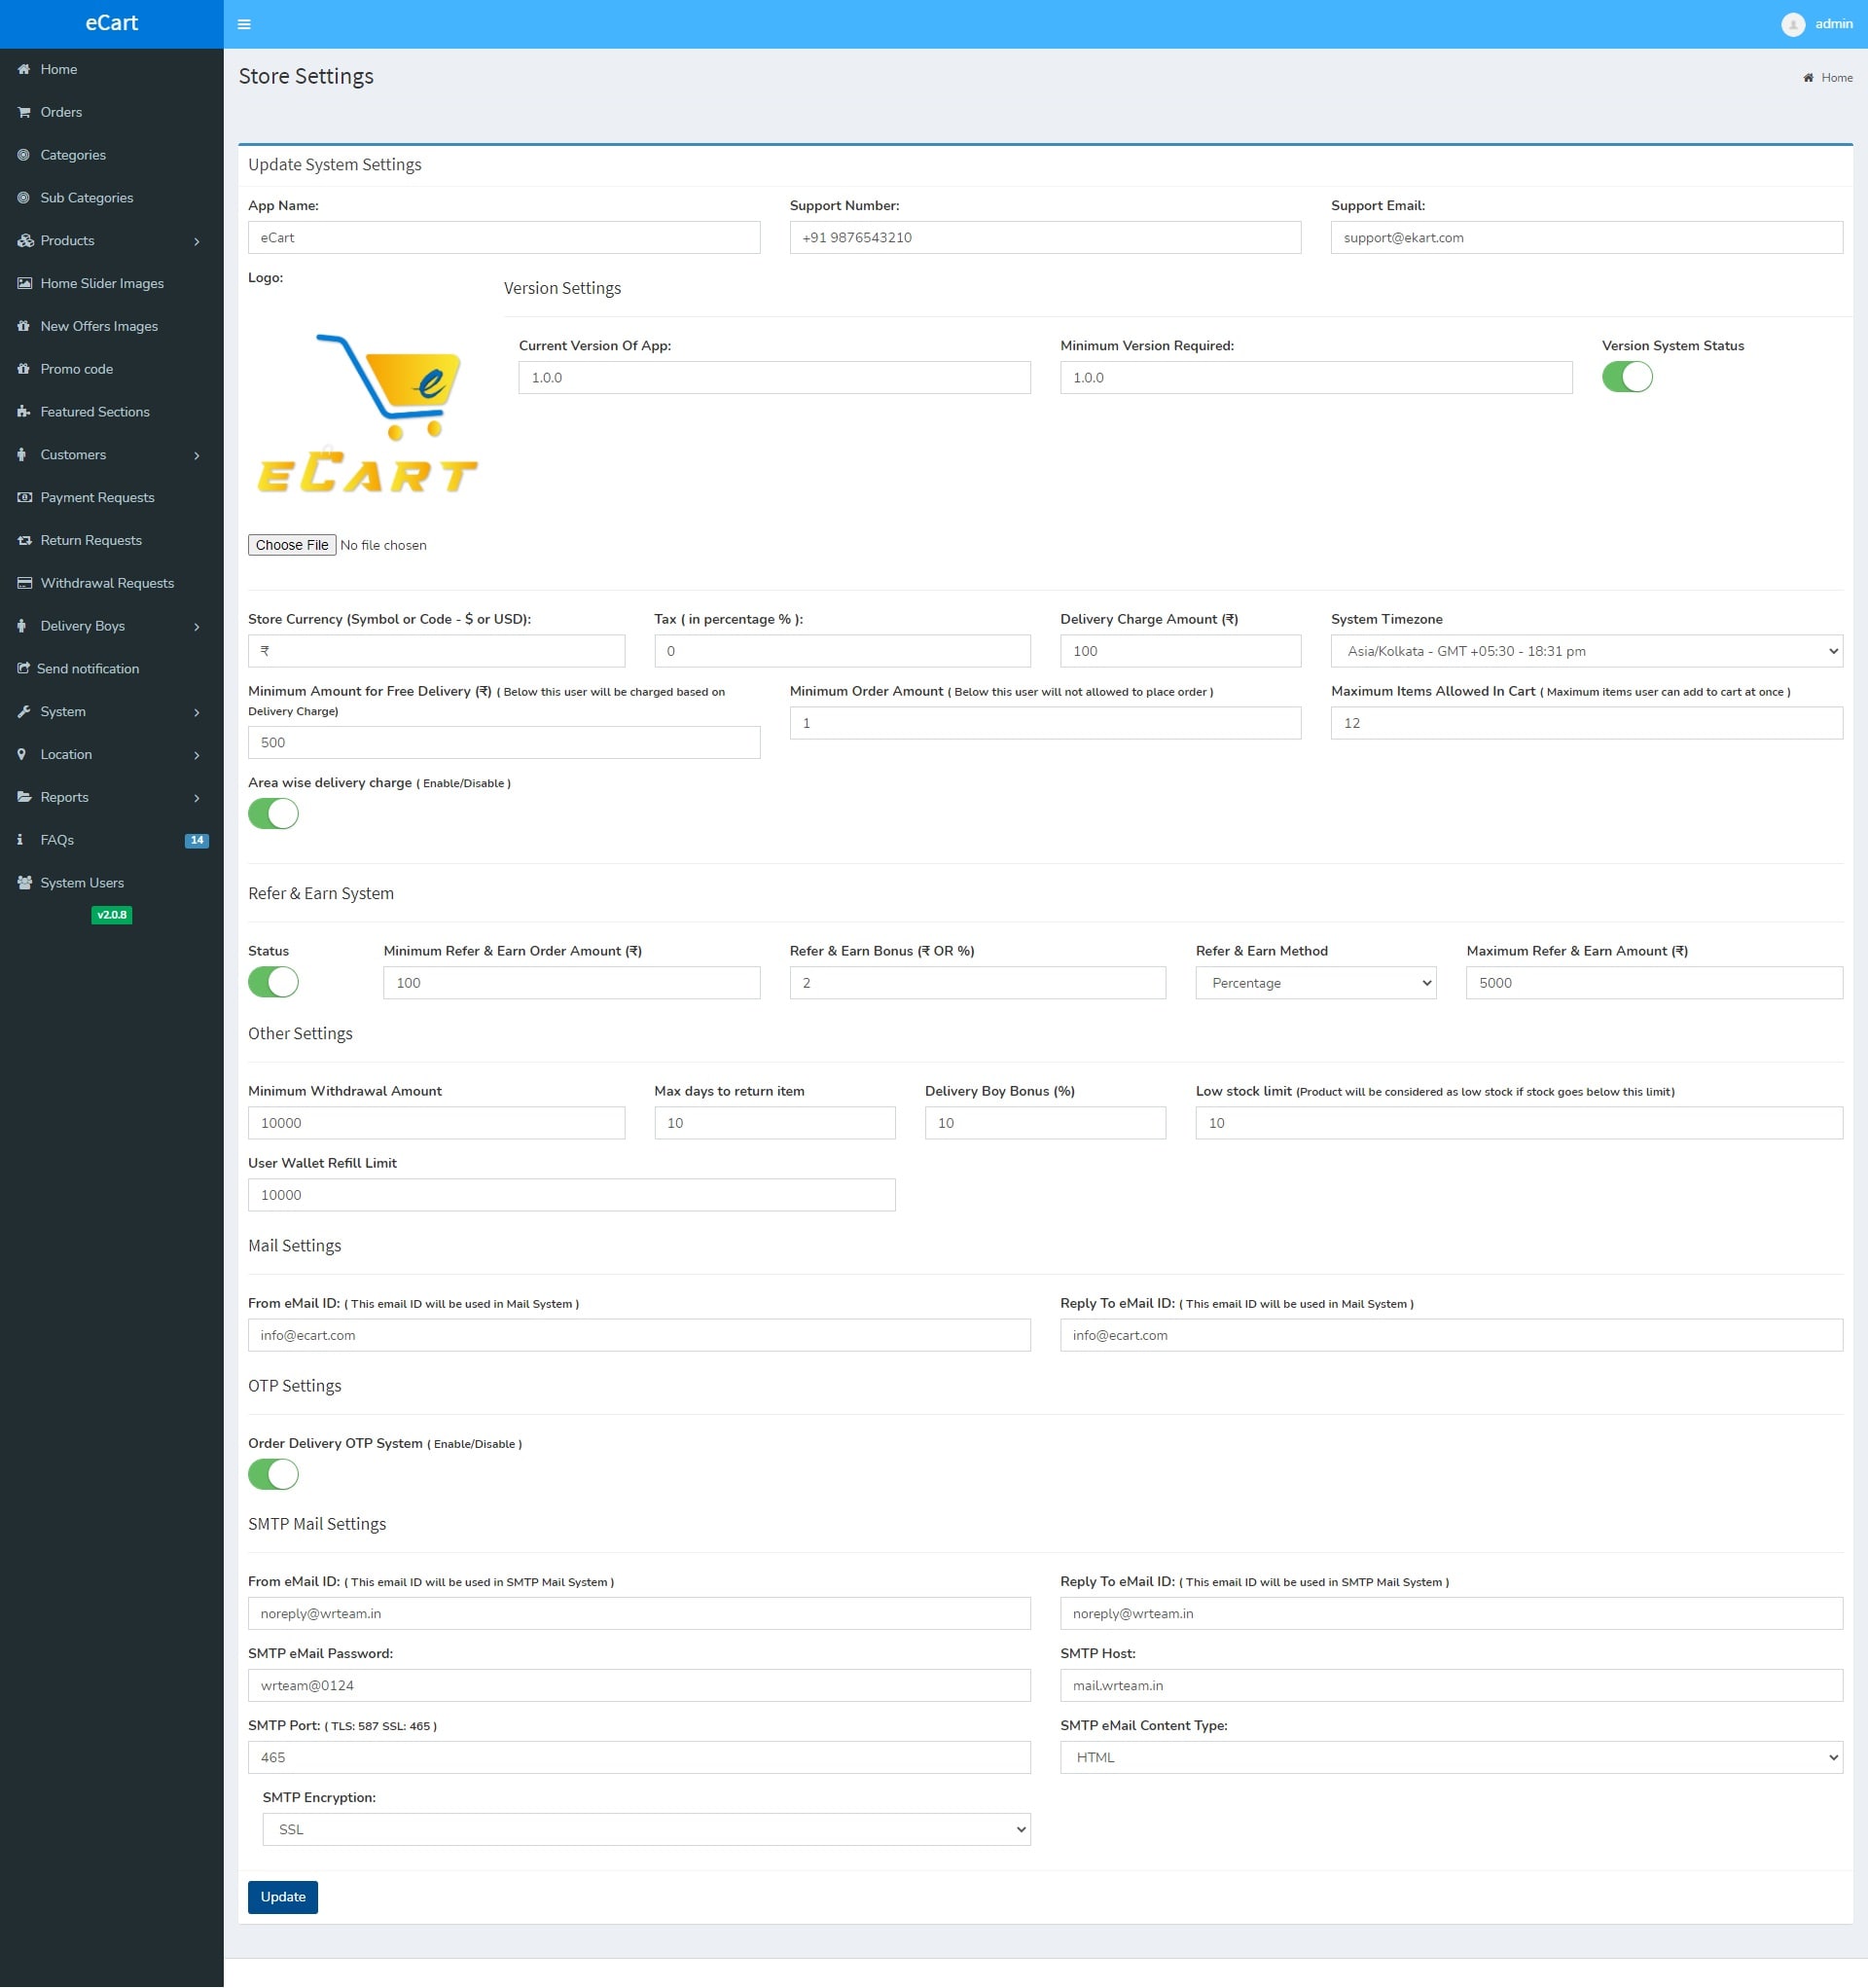 eCart
admin
Home
Orders
Categories
Sub Categories
Products
Home Slider Images
New Offers Images
Promo code
Featured Sections
Customers
Payment Requests
Return Requests
Withdrawal Requests
Delivery Boys
Send notification
System
Location
Reports
FAQs 14
System Users
v2.0.8
Store Settings
Home
Update System Settings
App Name: Support Number: Support Email:
eCart +91 9876543210 support@ekart.com
Logo:
e
eCART
Choose File No file chosen
Version Settings
Current Version Of App: Minimum Version Required: Version System Status
1.0.0 1.0.0
Store Currency (Symbol or Code - $ or USD): Tax ( in percentage % ): Delivery Charge Amount (₹) System Timezone
₹ 0 100 Asia/Kolkata - GMT +05:30 - 18:31 pm
Minimum Amount for Free Delivery (₹) ( Below this user will be charged based on
Delivery Charge)
500
Minimum Order Amount ( Below this user will not allowed to place order )
1
Maximum Items Allowed In Cart ( Maximum items user can add to cart at once )
12
Area wise delivery charge ( Enable/Disable )
Refer & Earn System
Status Minimum Refer & Earn Order Amount (₹) Refer & Earn Bonus (₹ OR %) Refer & Earn Method Maximum Refer & Earn Amount (₹)
100 2 Percentage 5000
Other Settings
Minimum Withdrawal Amount Max days to return item Delivery Boy Bonus (%) Low stock limit (Product will be considered as low stock if stock goes below this limit)
10000 10 10 10
User Wallet Refill Limit
10000
Mail Settings
From eMail ID: ( This email ID will be used in Mail System ) Reply To eMail ID: ( This email ID will be used in Mail System )
info@ecart.com info@ecart.com
OTP Settings
Order Delivery OTP System ( Enable/Disable )
SMTP Mail Settings
From eMail ID: ( This email ID will be used in SMTP Mail System ) Reply To eMail ID: ( This email ID will be used in SMTP Mail System )
noreply@wrteam.in noreply@wrteam.in
SMTP eMail Password: SMTP Host:
wrteam@0124 mail.wrteam.in
SMTP Port: ( TLS: 587 SSL: 465 ) SMTP eMail Content Type:
465 HTML
SMTP Encryption:
SSL
Update